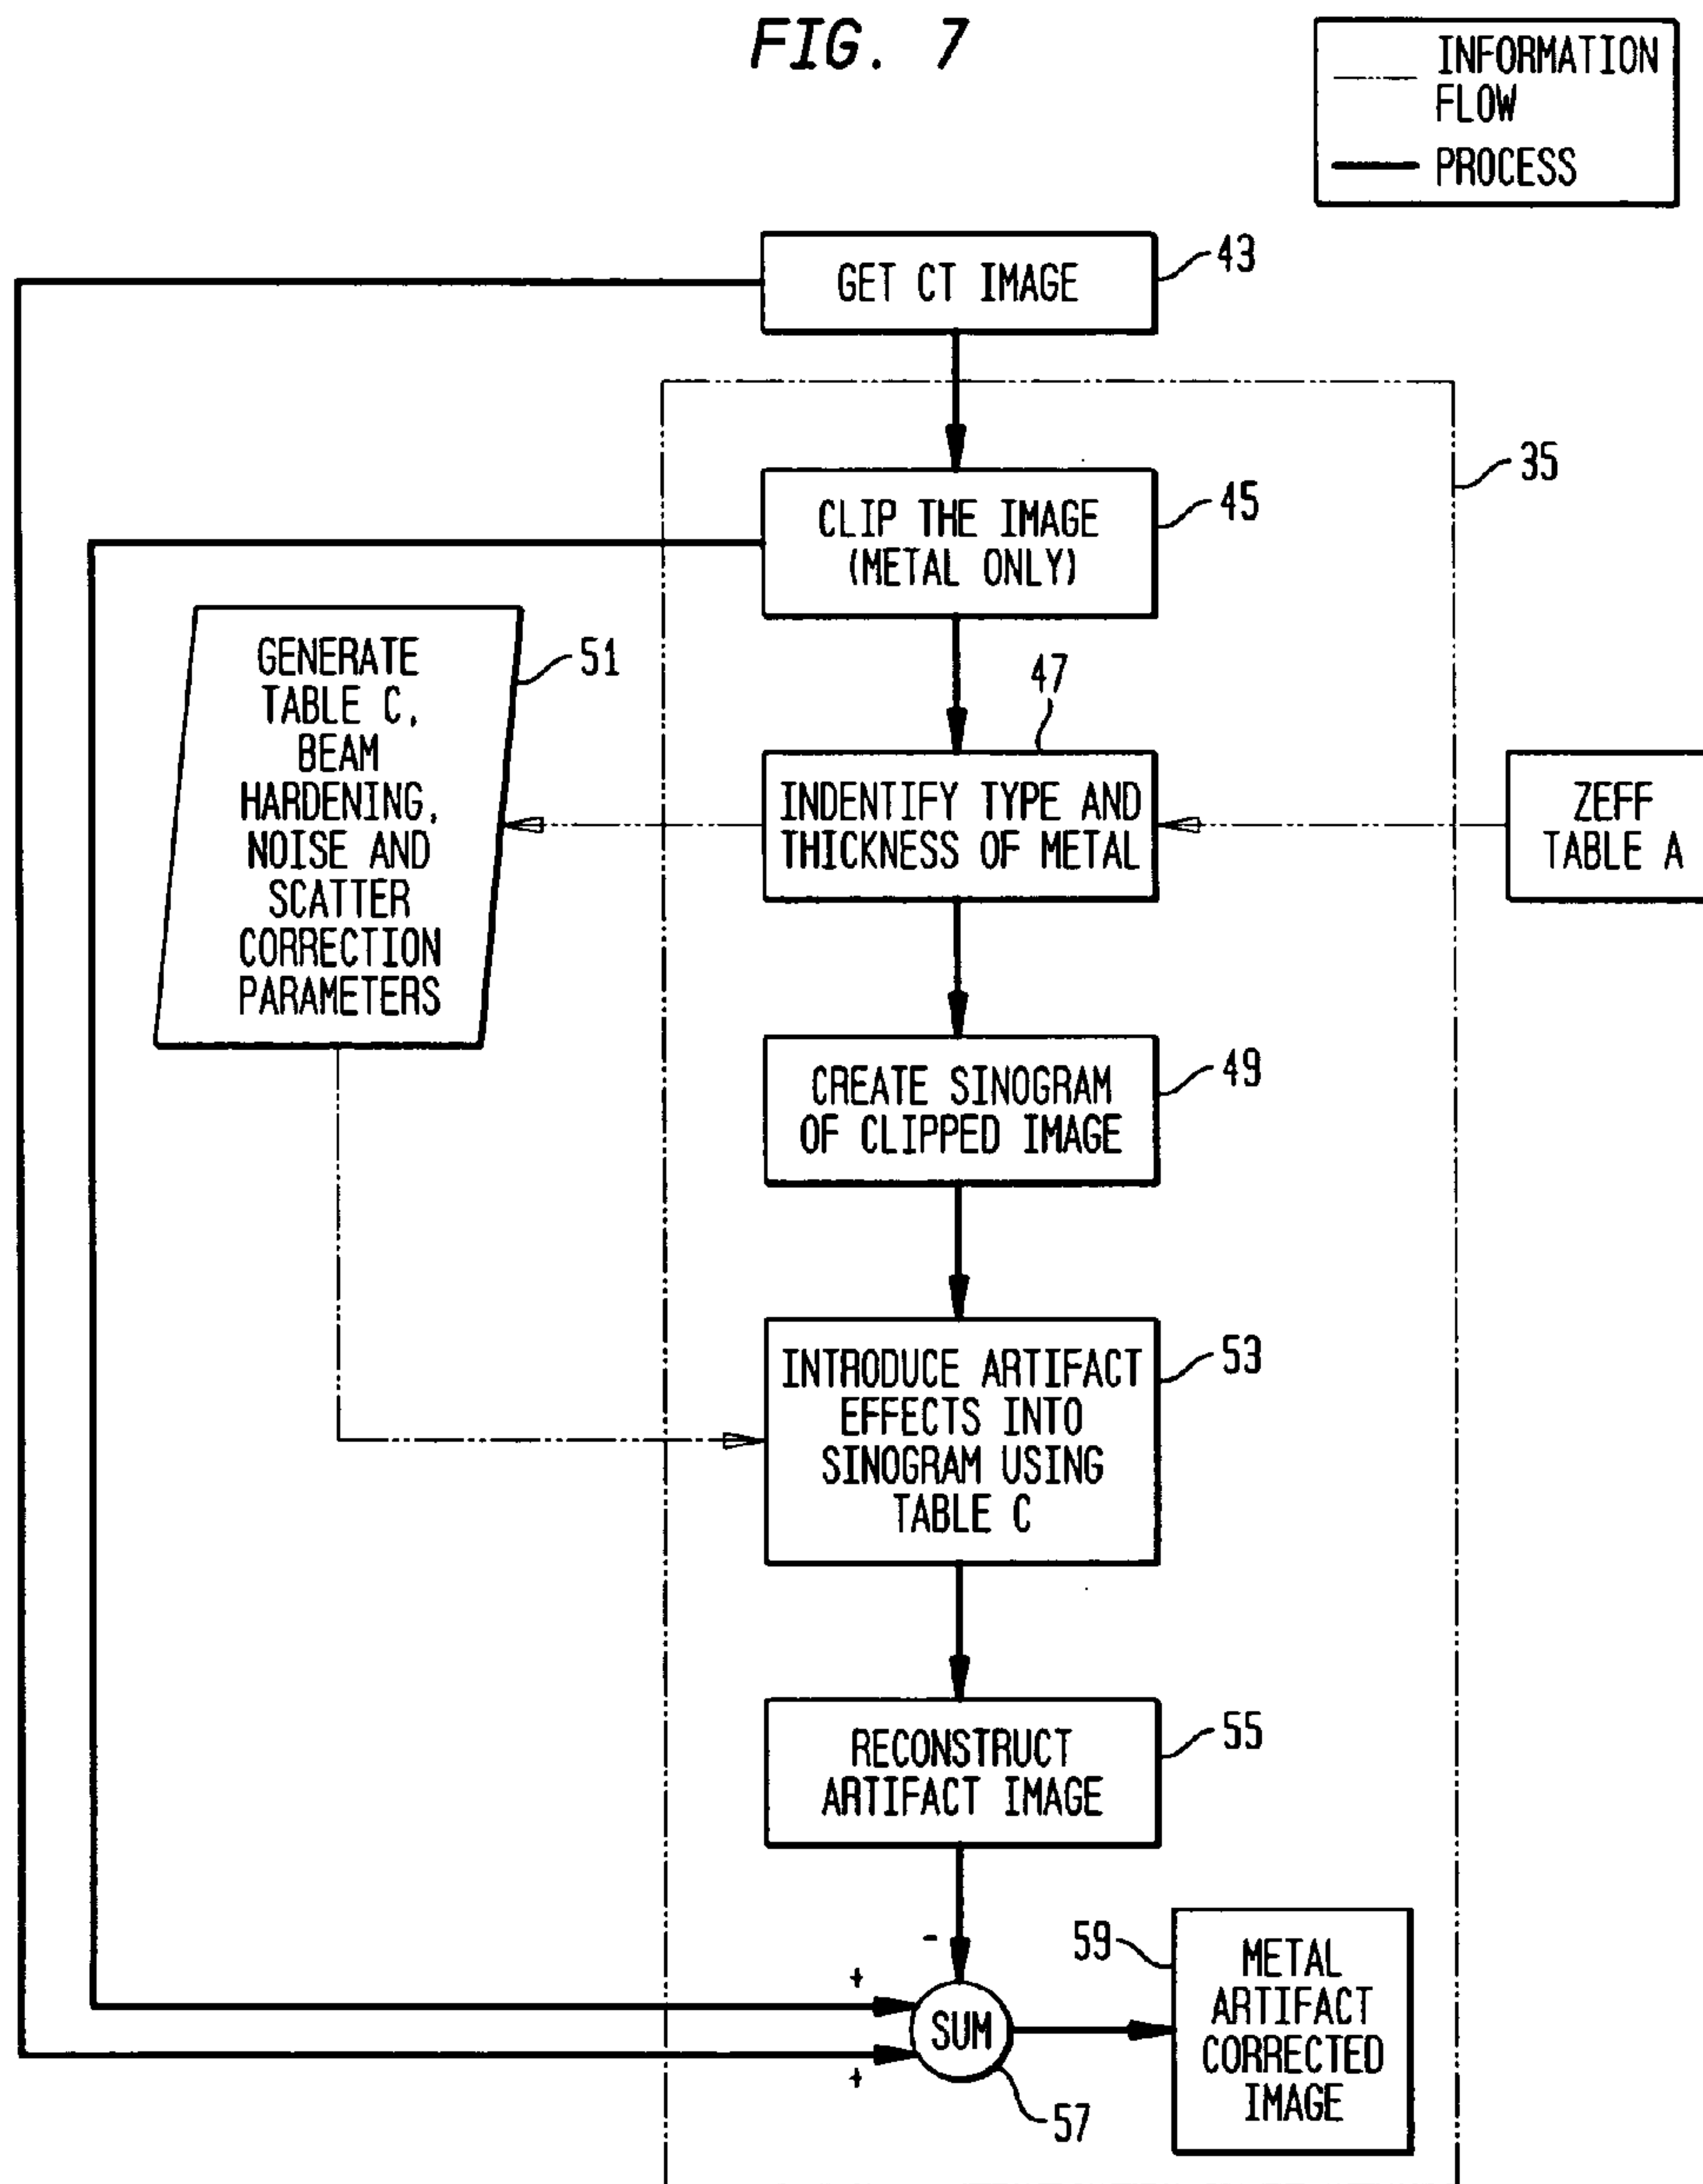 FIG. 7
INFORMATION
FLOW
PROCESS
GET CT IMAGE
43
35
CLIP THE IMAGE
(METAL ONLY)
45
GENERATE
TABLE C,
BEAM
HARDENING,
NOISE AND
SCATTER
CORRECTION
PARAMETERS
51
47
INDENTIFY TYPE AND
THICKNESS OF METAL
ZEFF
TABLE A
CREATE SINOGRAM
OF CLIPPED IMAGE
49
INTRODUCE ARTIFACT
EFFECTS INTO
SINOGRAM USING
TABLE C
53
RECONSTRUCT
ARTIFACT IMAGE
55
-
+
+
SUM
57
59
METAL
ARTIFACT
CORRECTED
IMAGE